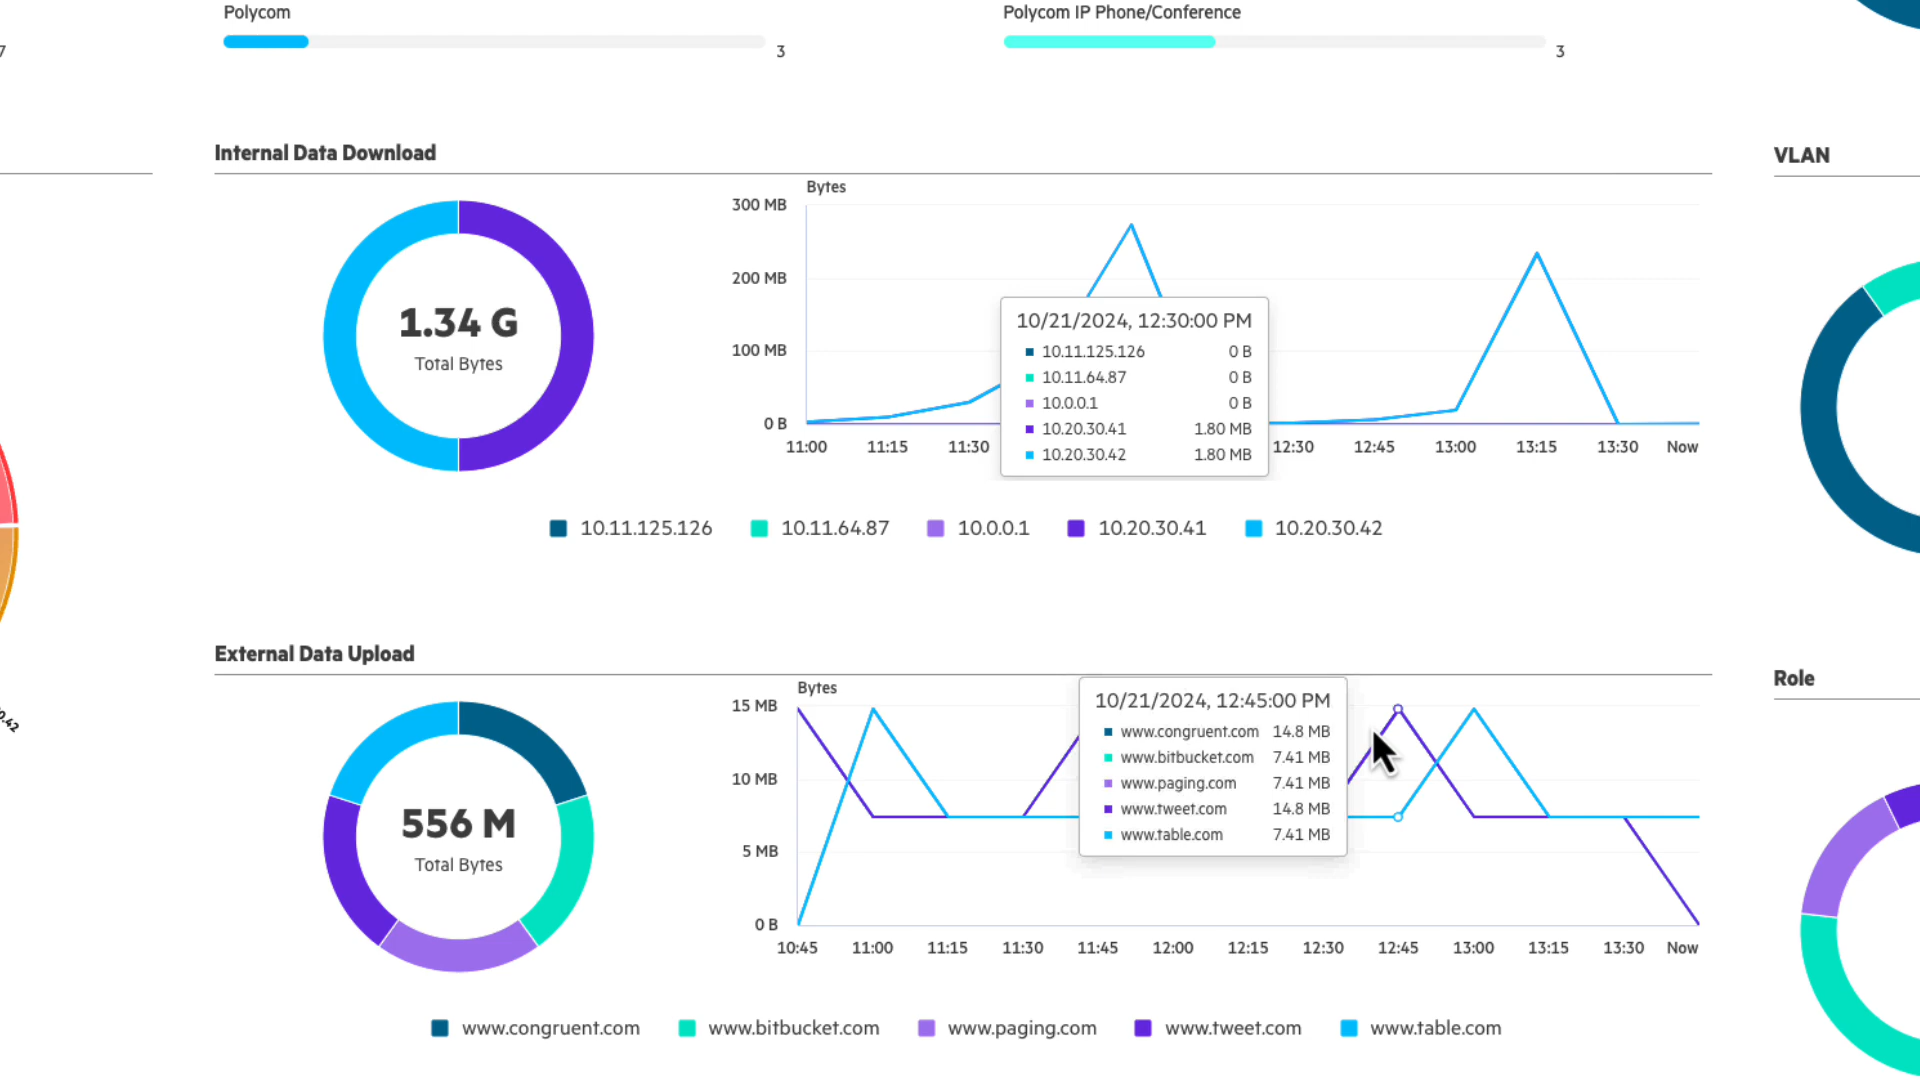 Polycom
3
Polycom IP Phone/Conference
3
7
Internal Data Download
1.34 G
Total Bytes
Bytes
300 MB
200 MB
100 MB
0 B
11:00 11:15 11:30 12:30 12:45 13:00 13:15 13:30 Now
10/21/2024, 12:30:00 PM
10.11.125.126 0 B
10.11.64.87 0 B
10.0.0.1 0 B
10.20.30.41 1.80 MB
10.20.30.42 1.80 MB
10.11.125.126 10.11.64.87 10.0.0.1 10.20.30.41 10.20.30.42
VLAN
External Data Upload
556 M
Total Bytes
Bytes
15 MB
10 MB
5 MB
0 B
10:45 11:00 11:15 11:30 11:45 12:00 12:15 12:30 12:45 13:00 13:15 13:30 Now
10/21/2024, 12:45:00 PM
www.congruent.com 14.8 MB
www.bitbucket.com 7.41 MB
www.paging.com 7.41 MB
www.tweet.com 14.8 MB
www.table.com 7.41 MB
www.congruent.com www.bitbucket.com www.paging.com www.tweet.com www.table.com
Role